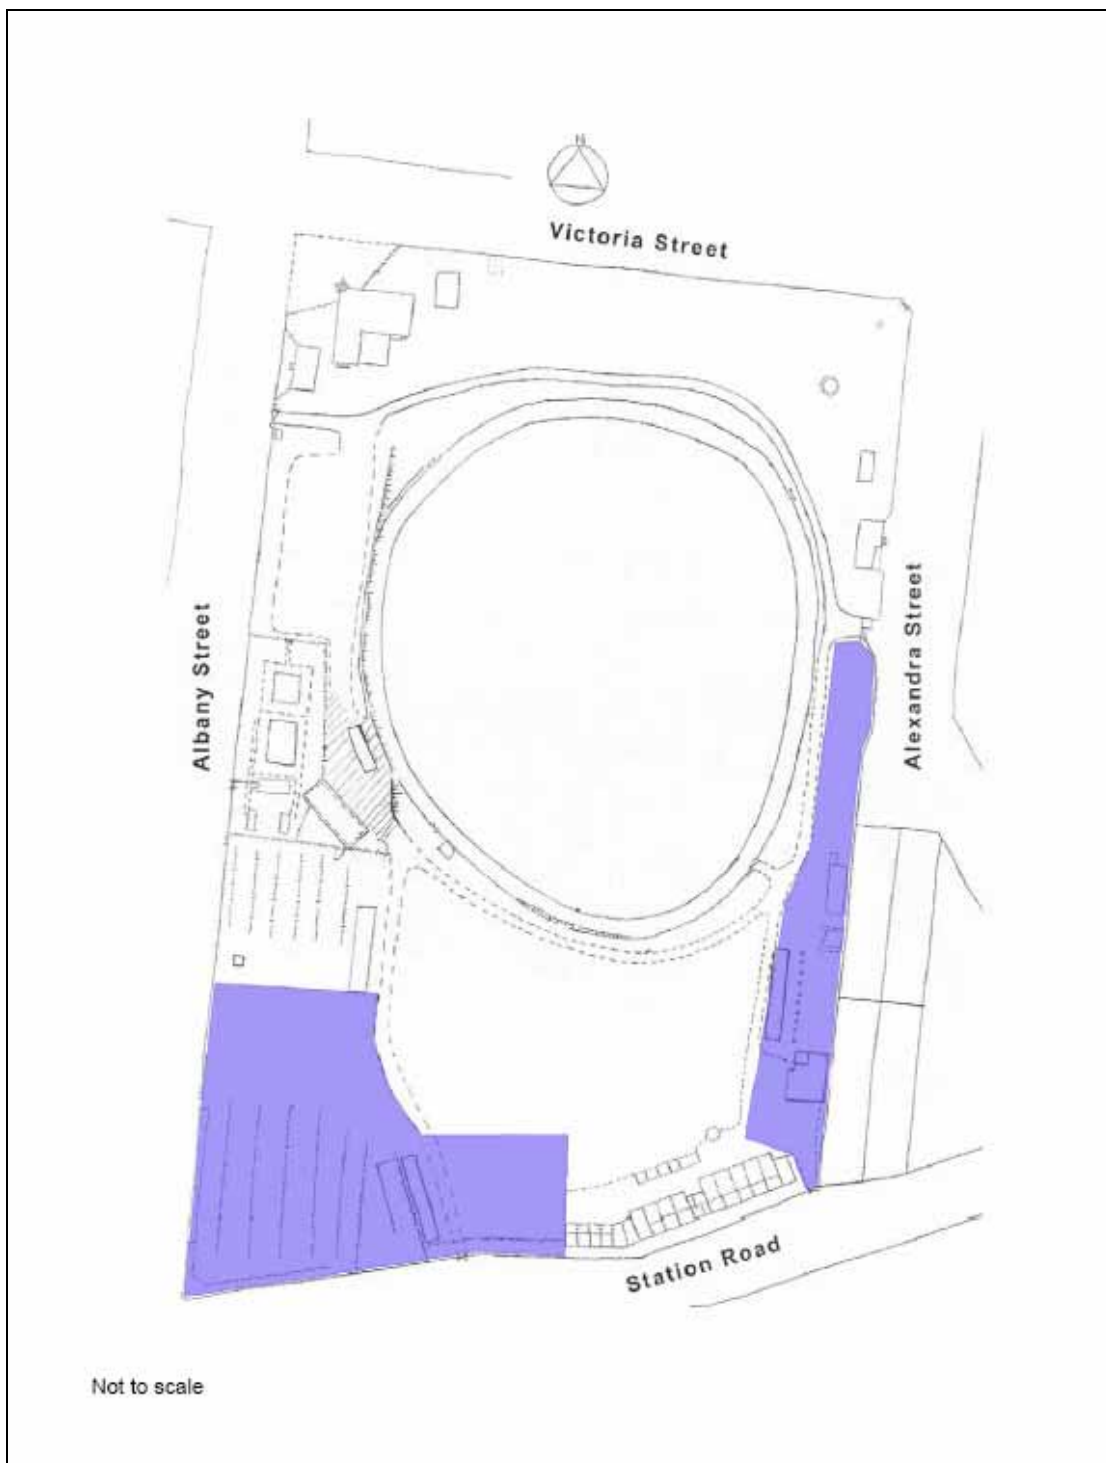 N
Victoria Street
Albany Street
Alexandra Street
Station Road
Not to scale